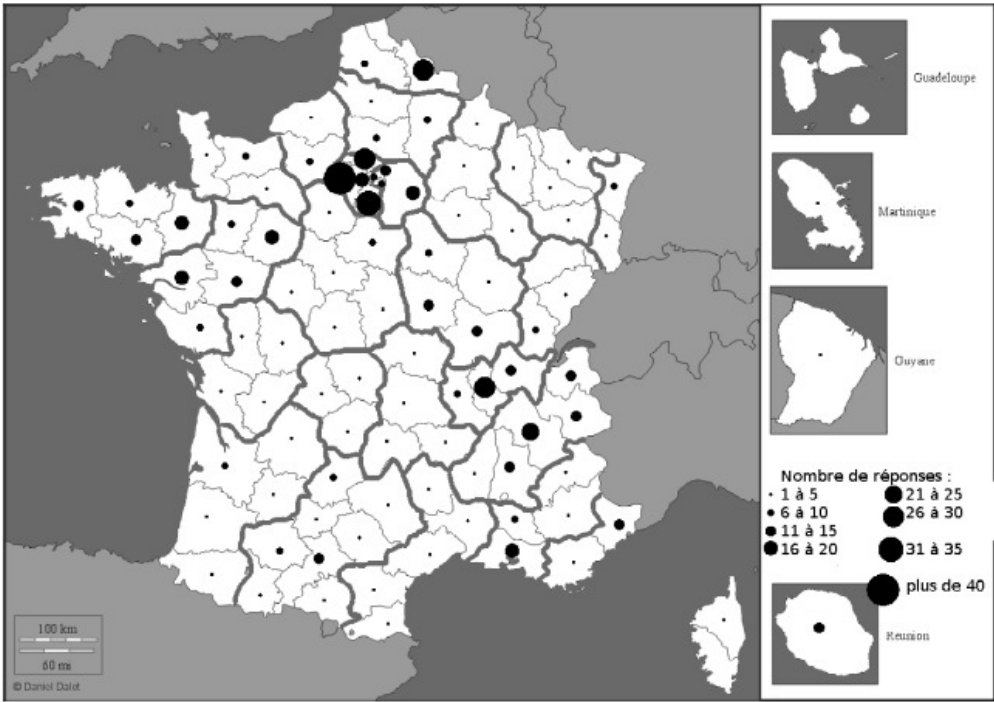 Guadeloupe
Martinique
Guyane
Nombre de réponses :
1 à 5
6 à 10
11 à 15
16 à 20
21 à 25
26 à 30
31 à 35
plus de 40
Reunion
100 km
60 mi
© Daniel Dalet